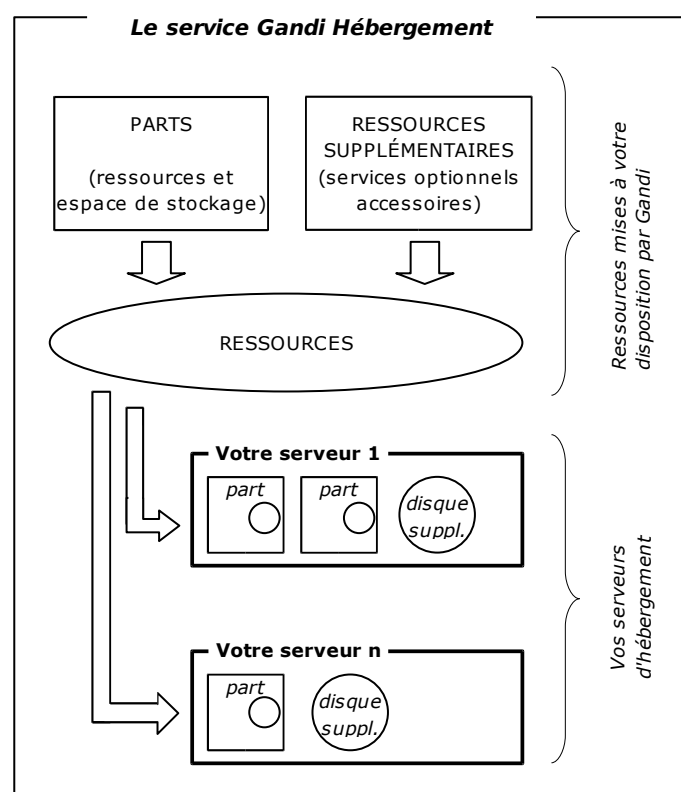 Le service Gandi Hébergement
PARTS
(ressources et
espace de stockage)
RESSOURCES
SUPPLÉMENTAIRES
(services optionnels
accessoires)
Ressources mises à votre
disposition par Gandi
RESSOURCES
Votre serveur 1
part
part
disque
suppl.
Vos serveurs
d'hébergement
Votre serveur n
part
disque
suppl.